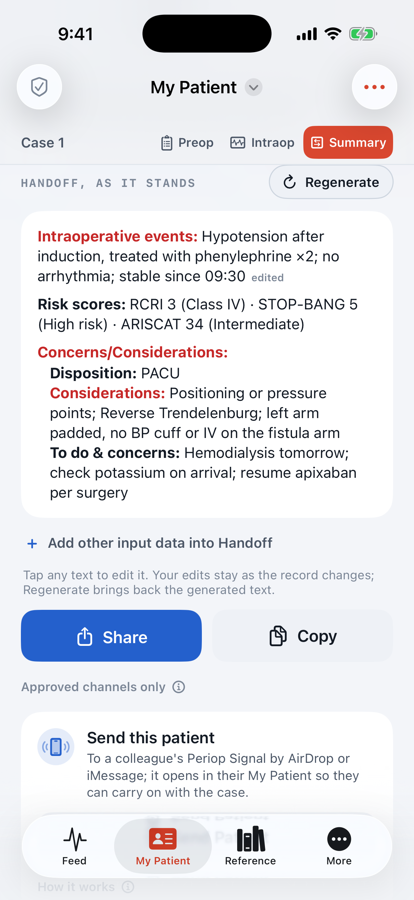 9:41
My Patient
Case 1
Preop
Intraop
Summary
HANDOFF, AS IT STANDS
Regenerate
Intraoperative events: Hypotension after
induction, treated with phenylephrine ×2; no
arrhythmia; stable since 09:30 edited
Risk scores: RCRI 3 (Class IV) · STOP-BANG 5
(High risk) · ARISCAT 34 (Intermediate)
Concerns/Considerations:
Disposition: PACU
Considerations: Positioning or pressure
points; Reverse Trendelenburg; left arm
padded, no BP cuff or IV on the fistula arm
To do & concerns: Hemodialysis tomorrow;
check potassium on arrival; resume apixaban
per surgery
+ Add other input data into Handoff
Tap any text to edit it. Your edits stay as the record changes;
Regenerate brings back the generated text.
Share
Copy
Approved channels only
Send this patient
To a colleague's Periop Signal by AirDrop or
iMessage; it opens in their My Patient so they
can carry on with the case.
Feed
My Patient
Reference
More
How it works